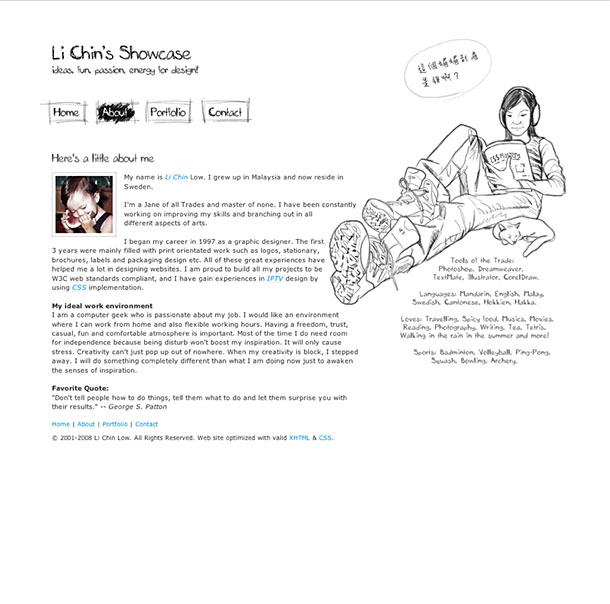 Li Chin's Showcase
ideas, fun, passion, energy for design!
Home
About
Portfolio
Contact
這個媽媽到底
是誰啊？
CSS Mastery
Here's a little about me
My name is Li Chin Low. I grew up in Malaysia and now reside in
Sweden.
I'm a Jane of all Trades and master of none. I have been constantly
working on improving my skills and branching out in all
different aspects of arts.
I began my career in 1997 as a graphic designer. The first
3 years were mainly filled with print orientated work such as logos, stationary,
brochures, labels and packaging design etc. All of these great experiences have
helped me a lot in designing websites. I am proud to build all my projects to be
W3C web standards compliant, and I have gain experiences in IPTV design by
using CSS implementation.
My ideal work environment
I am a computer geek who is passionate about my job. I would like an environment
where I can work from home and also flexible working hours. Having a freedom, trust,
casual, fun and comfortable atmosphere is important. Most of the time I do need room
for independence because being disturb won't boost my inspiration. It will only cause
stress. Creativity can't just pop up out of nowhere. When my creativity is block, I stepped
away. I will do something completely different than what I am doing now just to awaken
the senses of inspiration.
Favorite Quote:
"Don't tell people how to do things, tell them what to do and let them surprise you with
their results." -- George S. Patton
Home | About | Portfolio | Contact
© 2001-2008 Li Chin Low. All Rights Reserved. Web site optimized with valid XHTML & CSS.
Tools of the Trade:
Photoshop, Dreamweaver,
TextMate, Illustrator, CorelDraw.
Languages: Mandarin, English, Malay,
Swedish, Cantonese, Hokkien, Hakka.
Loves: Travelling, Spicy food, Musics, Movies,
Reading, Photography, Writing, Tea, Tetris,
Walking in the rain in the summer and more!
Sports: Badminton, Volleyball, Ping-Pong,
Squash, Bowling, Archery.